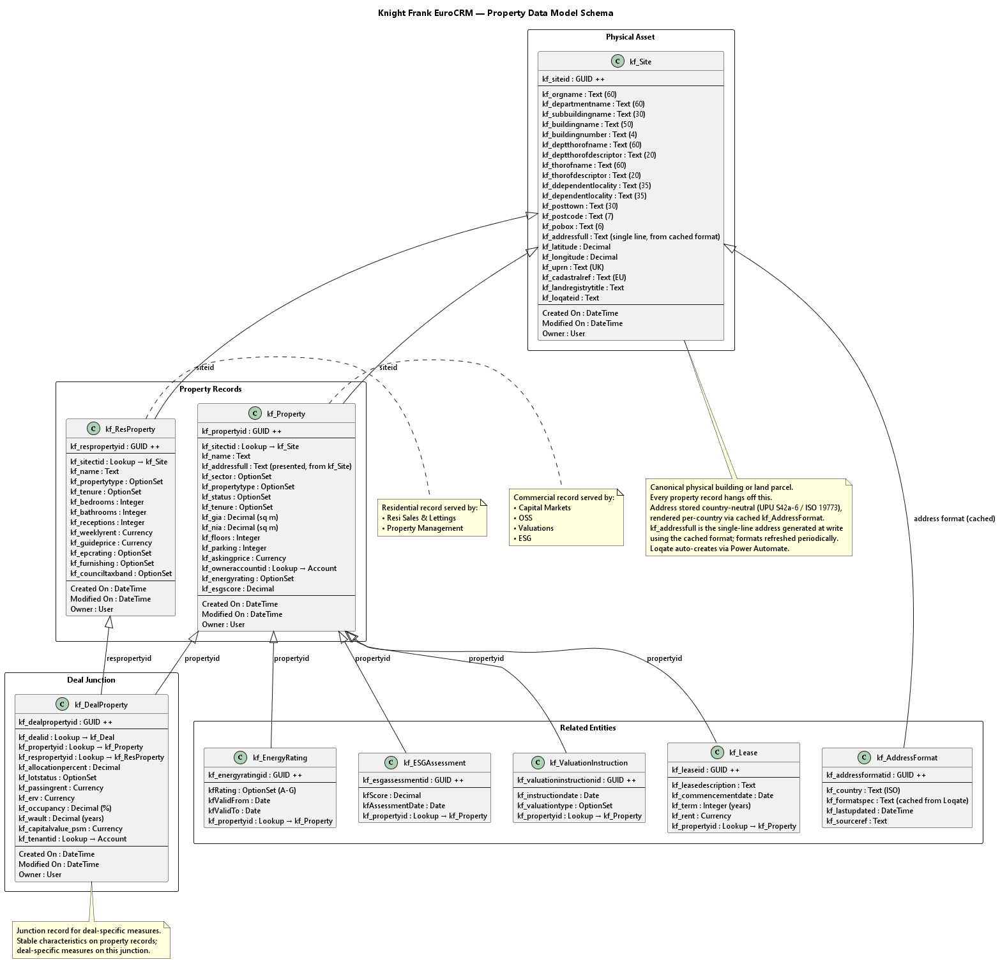 Knight Frank EuroCRM — Property Data Model Schema
Physical Asset
C kf_Site
kf_siteid : GUID ++
kf_orgname : Text (60)
kf_departmentname : Text (60)
kf_subbuildingname : Text (30)
kf_buildingname : Text (50)
kf_buildingnumber : Text (4)
kf_deptthorofname : Text (60)
kf_deptthorofdescriptor : Text (20)
kf_thorofname : Text (60)
kf_thorofdescriptor : Text (20)
kf_ddependentlocality : Text (35)
kf_dependentlocality : Text (35)
kf_posttown : Text (30)
kf_postcode : Text (7)
kf_pobox : Text (6)
kf_addressfull : Text (single line, from cached format)
kf_latitude : Decimal
kf_longitude : Decimal
kf_uprn : Text (UK)
kf_cadastralref : Text (EU)
kf_landregistrytitle : Text
kf_loqateid : Text
Created On : DateTime
Modified On : DateTime
Owner : User
siteid
siteid
Property Records
C kf_ResProperty
kf_respropertyid : GUID ++
kf_sitectid : Lookup → kf_Site
kf_name : Text
kf_propertytype : OptionSet
kf_tenure : OptionSet
kf_bedrooms : Integer
kf_bathrooms : Integer
kf_receptions : Integer
kf_weeklyrent : Currency
kf_guideprice : Currency
kf_epcrating : OptionSet
kf_furnishing : OptionSet
kf_counciltaxband : OptionSet
Created On : DateTime
Modified On : DateTime
Owner : User
C kf_Property
kf_propertyid : GUID ++
kf_sitectid : Lookup → kf_Site
kf_name : Text
kf_addressfull : Text (presented, from kf_Site)
kf_sector : OptionSet
kf_propertytype : OptionSet
kf_status : OptionSet
kf_tenure : OptionSet
kf_gia : Decimal (sq m)
kf_nia : Decimal (sq m)
kf_floors : Integer
kf_parking : Integer
kf_askingprice : Currency
kf_owneraccountid : Lookup → Account
kf_energyrating : OptionSet
kf_esgscore : Decimal
Created On : DateTime
Modified On : DateTime
Owner : User
Residential record served by:
• Resi Sales & Lettings
• Property Management
Commercial record served by:
• Capital Markets
• OSS
• Valuations
• ESG
Canonical physical building or land parcel.
Every property record hangs off this.
Address stored country-neutral (UPU S42a-6 / ISO 19773),
rendered per-country via cached kf_AddressFormat.
kf_addressfull is the single-line address generated at write
using the cached format; formats refreshed periodically.
Loqate auto-creates via Power Automate.
address format (cached)
respropertyid
propertyid
propertyid
propertyid
propertyid
propertyid
Deal Junction
C kf_DealProperty
kf_dealpropertyid : GUID ++
kf_dealid : Lookup → kf_Deal
kf_propertyid : Lookup → kf_Property
kf_respropertyid : Lookup → kf_ResProperty
kf_allocationpercent : Decimal
kf_lotstatus : OptionSet
kf_passingrent : Currency
kf_erv : Currency
kf_occupancy : Decimal (%)
kf_wault : Decimal (years)
kf_capitalvalue_psm : Currency
kf_tenantid : Lookup → Account
Created On : DateTime
Modified On : DateTime
Owner : User
Related Entities
C kf_EnergyRating
kf_energyratingid : GUID ++
kfRating : OptionSet (A-G)
kfValidFrom : Date
kfValidTo : Date
kf_propertyid : Lookup → kf_Property
C kf_ESGAssessment
kf_esgassessmentid : GUID ++
kfScore : Decimal
kfAssessmentDate : Date
kf_propertyid : Lookup → kf_Property
C kf_ValuationInstruction
kf_valuationinstructionid : GUID ++
kf_instructiondate : Date
kf_valuationtype : OptionSet
kf_propertyid : Lookup → kf_Property
C kf_Lease
kf_leaseid : GUID ++
kf_leasedescription : Text
kf_commencementdate : Date
kf_term : Integer (years)
kf_rent : Currency
kf_propertyid : Lookup → kf_Property
C kf_AddressFormat
kf_addressformatid : GUID ++
kf_country : Text (ISO)
kf_formatspec : Text (cached from Loqate)
kf_lastupdated : DateTime
kf_sourceref : Text
Junction record for deal-specific measures.
Stable characteristics on property records;
deal-specific measures on this junction.